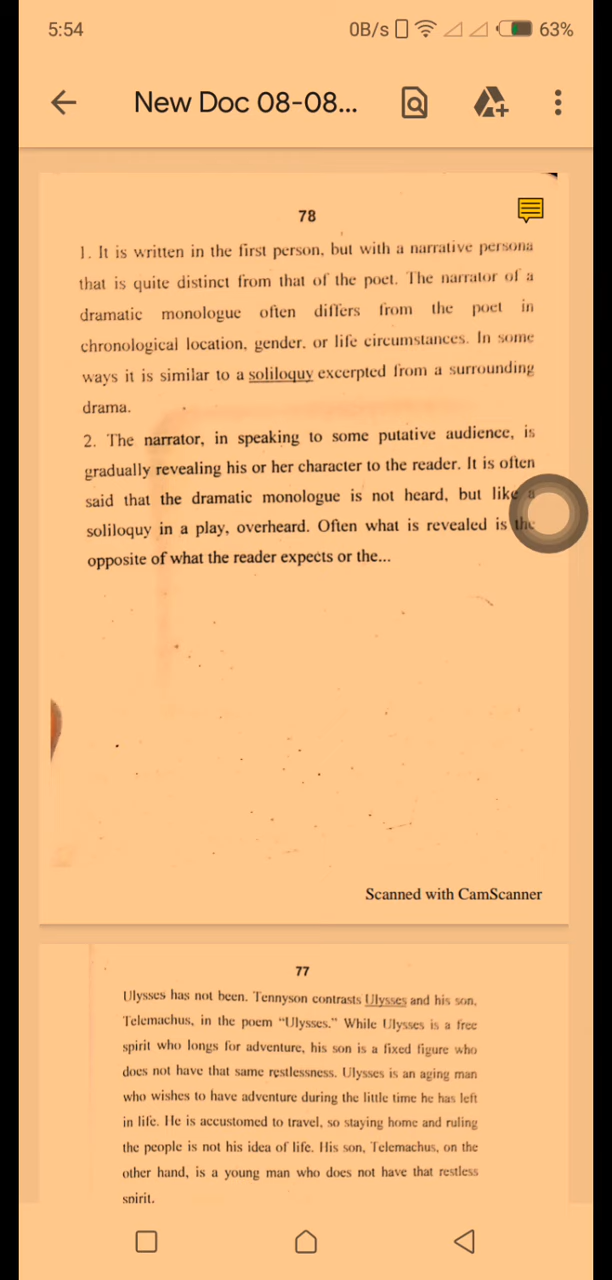 5:54
0B/s
63%
New Doc 08-08...
78
1. It is written in the first person, but with a narrative persona
that is quite distinct from that of the poet. The narrator of a
dramatic monologue often differs from the poet in
chronological location, gender. or life circumstances. In some
ways it is similar to a soliloquy excerpted from a surrounding
drama.
2. The narrator, in speaking to some putative audience, is
gradually revealing his or her character to the reader. It is often
said that the dramatic monologue is not heard, but like a
soliloquy in a play, overheard. Often what is revealed is the
opposite of what the reader expects or the...
Scanned with CamScanner
77
Ulysses has not been. Tennyson contrasts Ulysses and his son,
Telemachus, in the poem "Ulysses." While Ulysses is a free
spirit who longs for adventure, his son is a fixed figure who
does not have that same restlessness. Ulysses is an aging man
who wishes to have adventure during the little time he has left
in life. He is accustomed to travel, so staying home and ruling
the people is not his idea of life. His son, Telemachus, on the
other hand, is a young man who does not have that restless
spirit.